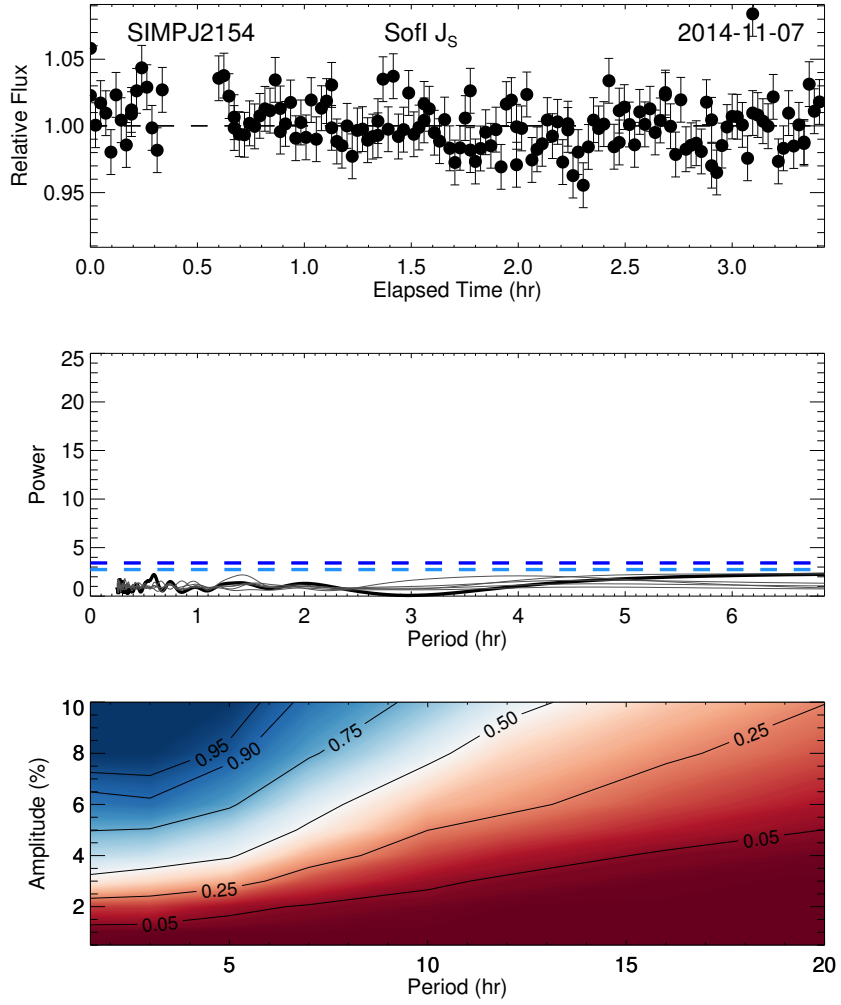 SIMPJ2154 SofI J_S 2014-11-07
Relative Flux
1.05
1.00
0.95
0.0 0.5 1.0 1.5 2.0 2.5 3.0
Elapsed Time (hr)
Power
25
20
15
10
5
0
0 1 2 3 4 5 6
Period (hr)
Amplitude (%)
10
8
6
4
2
0.95
0.90
0.75
0.50
0.25
0.25
0.05
0.05
5 10 15 20
Period (hr)